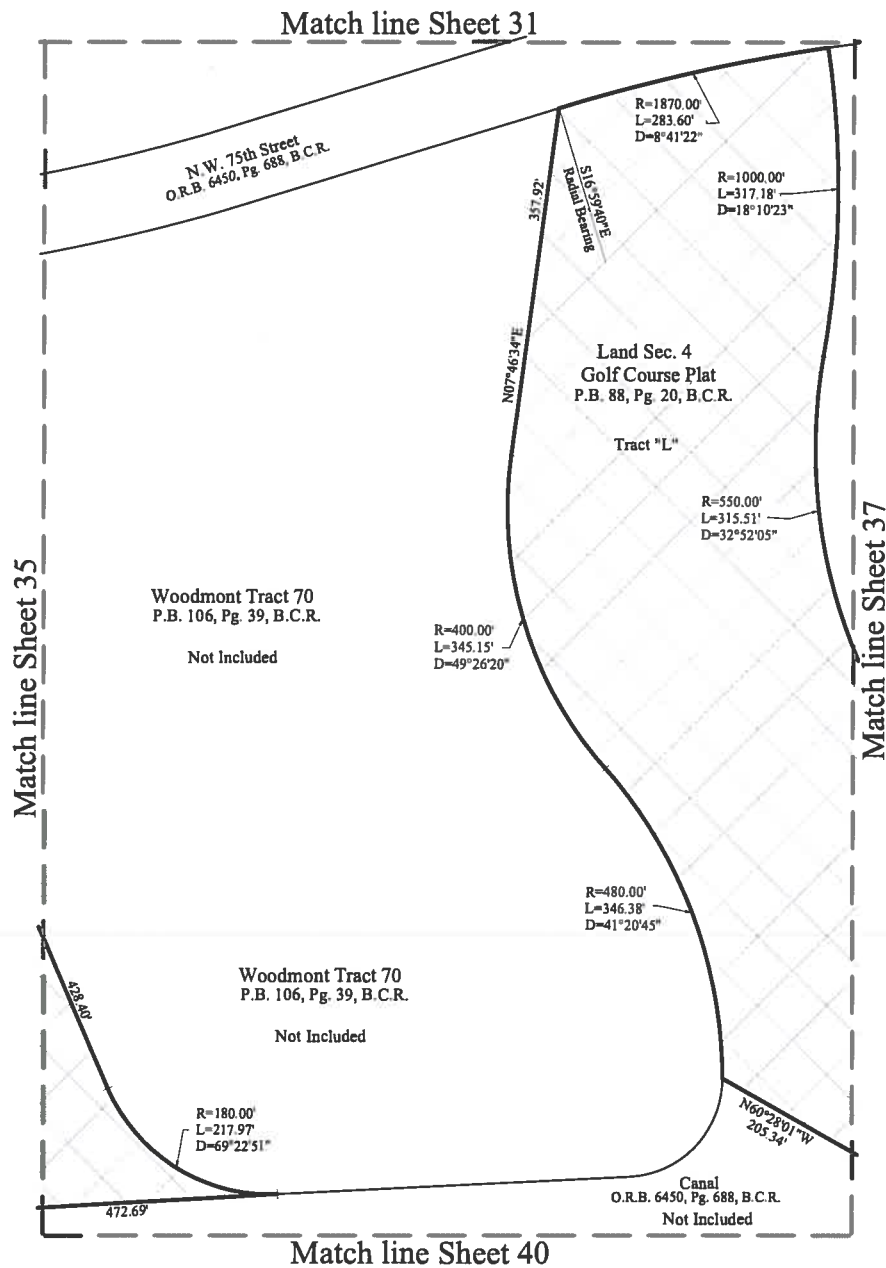 Match line Sheet 31
R=1870.00'
L=283.60'
D=8°41'22"
N.W. 75th Street
O.R.B. 6450, Pg. 688, B.C.R.
S16°59'40"E
Radial Bearing
357.92'
N07°46'34"E
R=1000.00'
L=317.18'
D=18°10'23"
Land Sec. 4
Golf Course Plat
P.B. 88, Pg. 20, B.C.R.
Tract "L"
R=550.00'
L=315.51'
D=32°52'05"
Match line Sheet 35
Match line Sheet 37
Woodmont Tract 70
P.B. 106, Pg. 39, B.C.R.
Not Included
R=400.00'
L=345.15'
D=49°26'20"
R=480.00'
L=346.38'
D=41°20'45"
428.40'
Woodmont Tract 70
P.B. 106, Pg. 39, B.C.R.
Not Included
R=180.00'
L=217.97'
D=69°22'51"
N60°28'01"W
205.34'
472.69'
Canal
O.R.B. 6450, Pg. 688, B.C.R.
Not Included
Match line Sheet 40